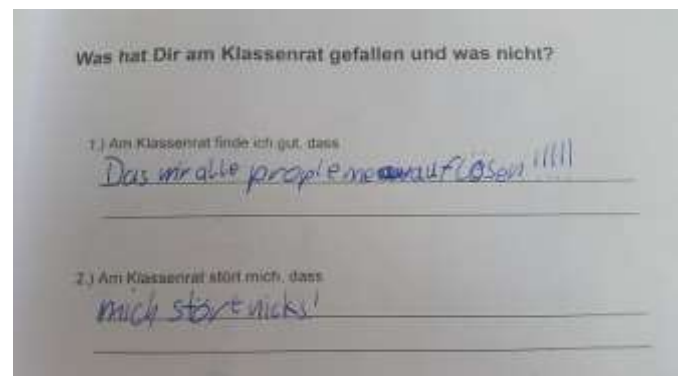 Was hat Dir am Klassenrat gefallen und was nicht?
1.) Am Klassenrat finde ich gut, dass
Das wir alle propleme auflösen !!!!!
2.) Am Klassenrat stört mich, dass
mich stört nicks!